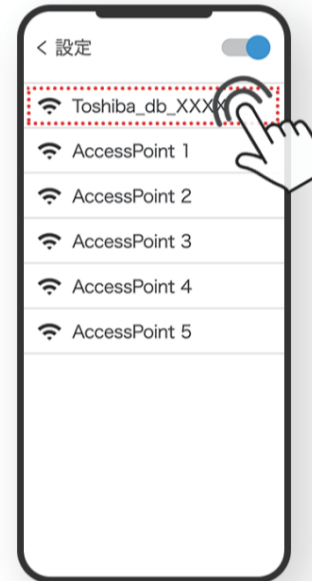 < 設定
Toshiba_db_XXXX
AccessPoint 1
AccessPoint 2
AccessPoint 3
AccessPoint 4
AccessPoint 5